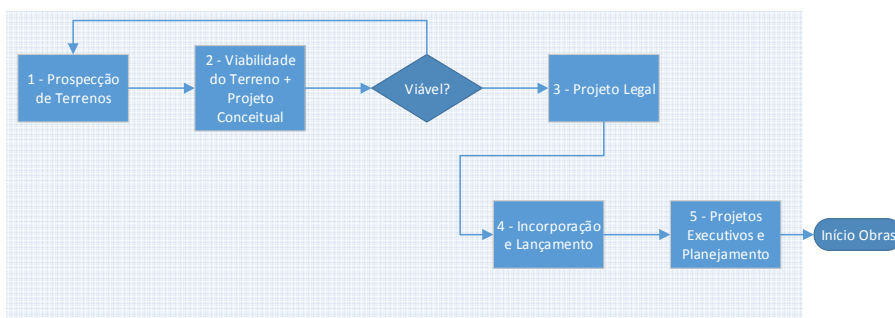 1 - Prospecção
de Terrenos
2 - Viabilidade
do Terreno +
Projeto
Conceitual
Viável?
3 - Projeto Legal
4 - Incorporação
e Lançamento
5 - Projetos
Executivos e
Planejamento
Início Obras